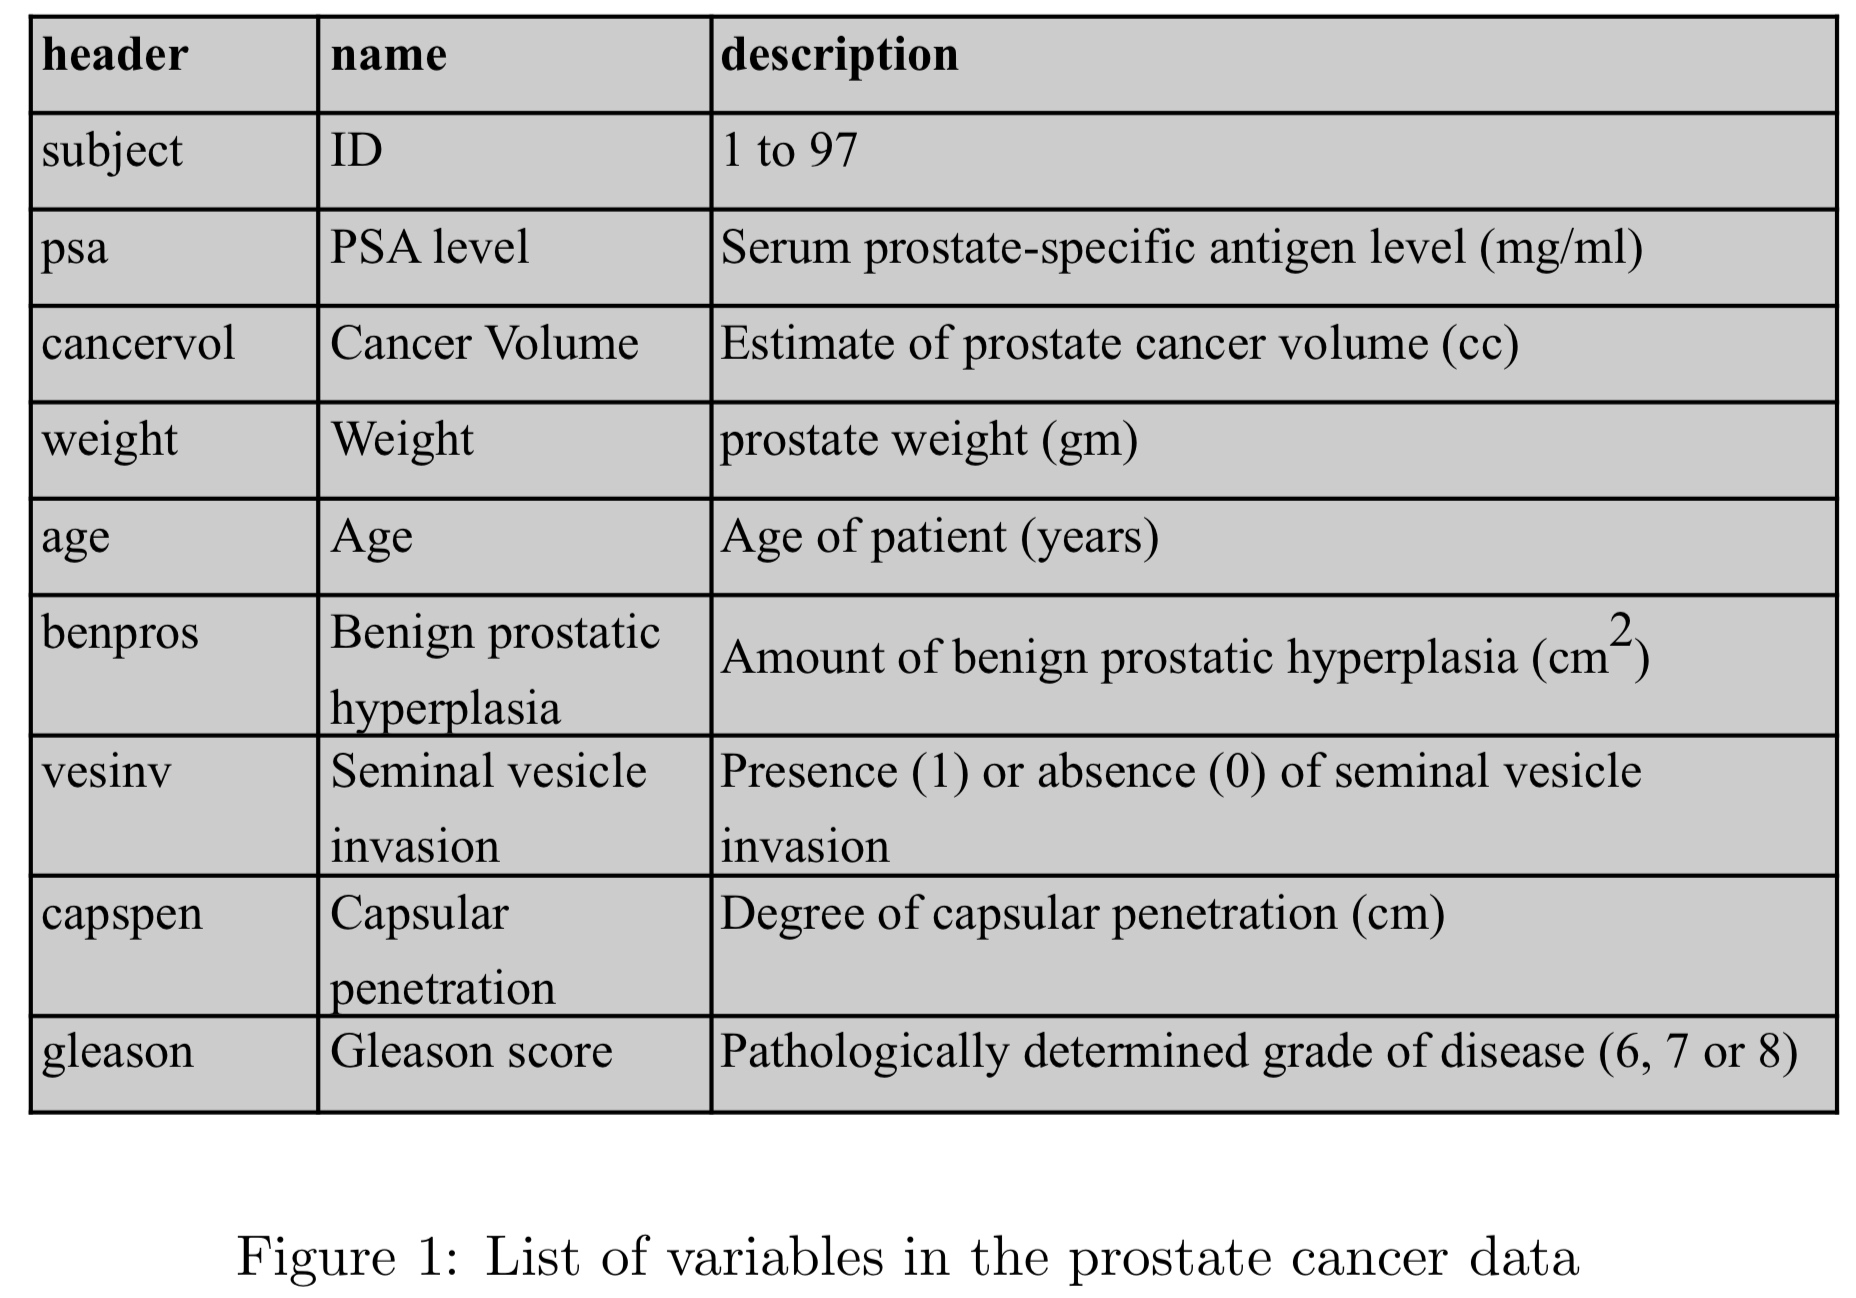 header name description
subject ID 1 to 97
psa PSA level Serum prostate-specific antigen level (mg/ml)
cancervol Cancer Volume Estimate of prostate cancer volume (cc)
weight Weight prostate weight (gm)
age Age Age of patient (years)
benpros Benign prostatic
hyperplasia Amount of benign prostatic hyperplasia (cm²)
vesinv Seminal vesicle
invasion Presence (1) or absence (0) of seminal vesicle
invasion
capspen Capsular
penetration Degree of capsular penetration (cm)
gleason Gleason score Pathologically determined grade of disease (6, 7 or 8)
Figure 1: List of variables in the prostate cancer data